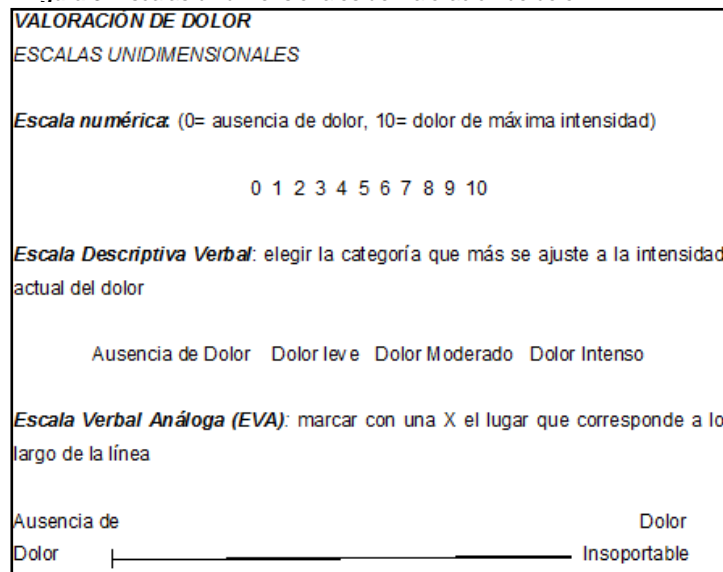 VALORACIÓN DE DOLOR
ESCALAS UNIDIMENSIONALES
Escala numérica: (0= ausencia de dolor, 10= dolor de máxima intensidad)
0 1 2 3 4 5 6 7 8 9 10
Escala Descriptiva Verbal: elegir la categoría que más se ajuste a la intensidad
actual del dolor
Ausencia de Dolor Dolor leve Dolor Moderado Dolor Intenso
Escala Verbal Análoga (EVA): marcar con una X el lugar que corresponde a lo
largo de la línea
Ausencia de Dolor
Dolor Insoportable